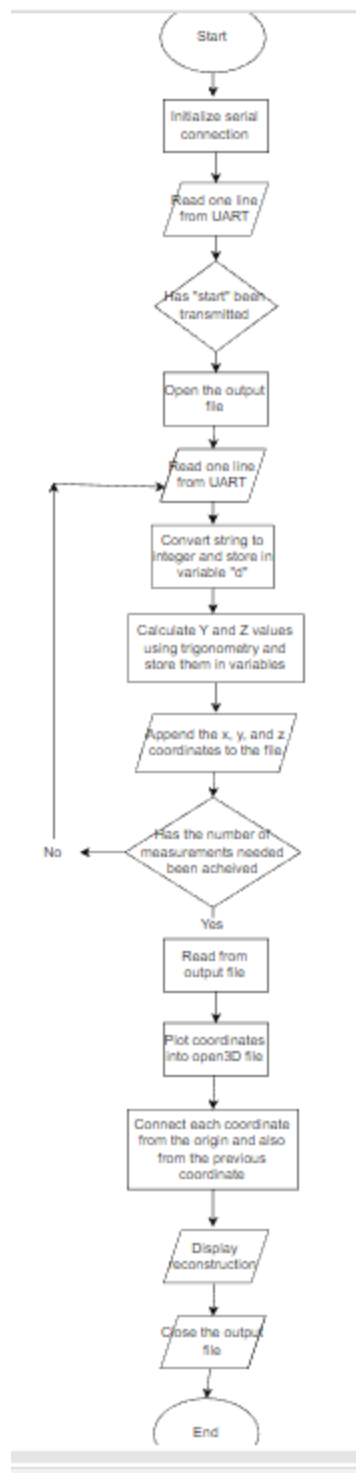 Start
Initialize serial
connection
Read one line
from UART
Has "start" been
transmitted
Open the output
file
Read one line
from UART
Convert string to
integer and store in
variable "d"
Calculate Y and Z values
using trigonometry and
store them in variables
Append the x, y, and z
coordinates to the file
Has the number of
measurements needed
been acheived
No
Yes
Read from
output file
Plot coordinates
into open3D file
Connect each coordinate
from the origin and also
from the previous
coordinate
Display
reconstruction
Close the output
file
End